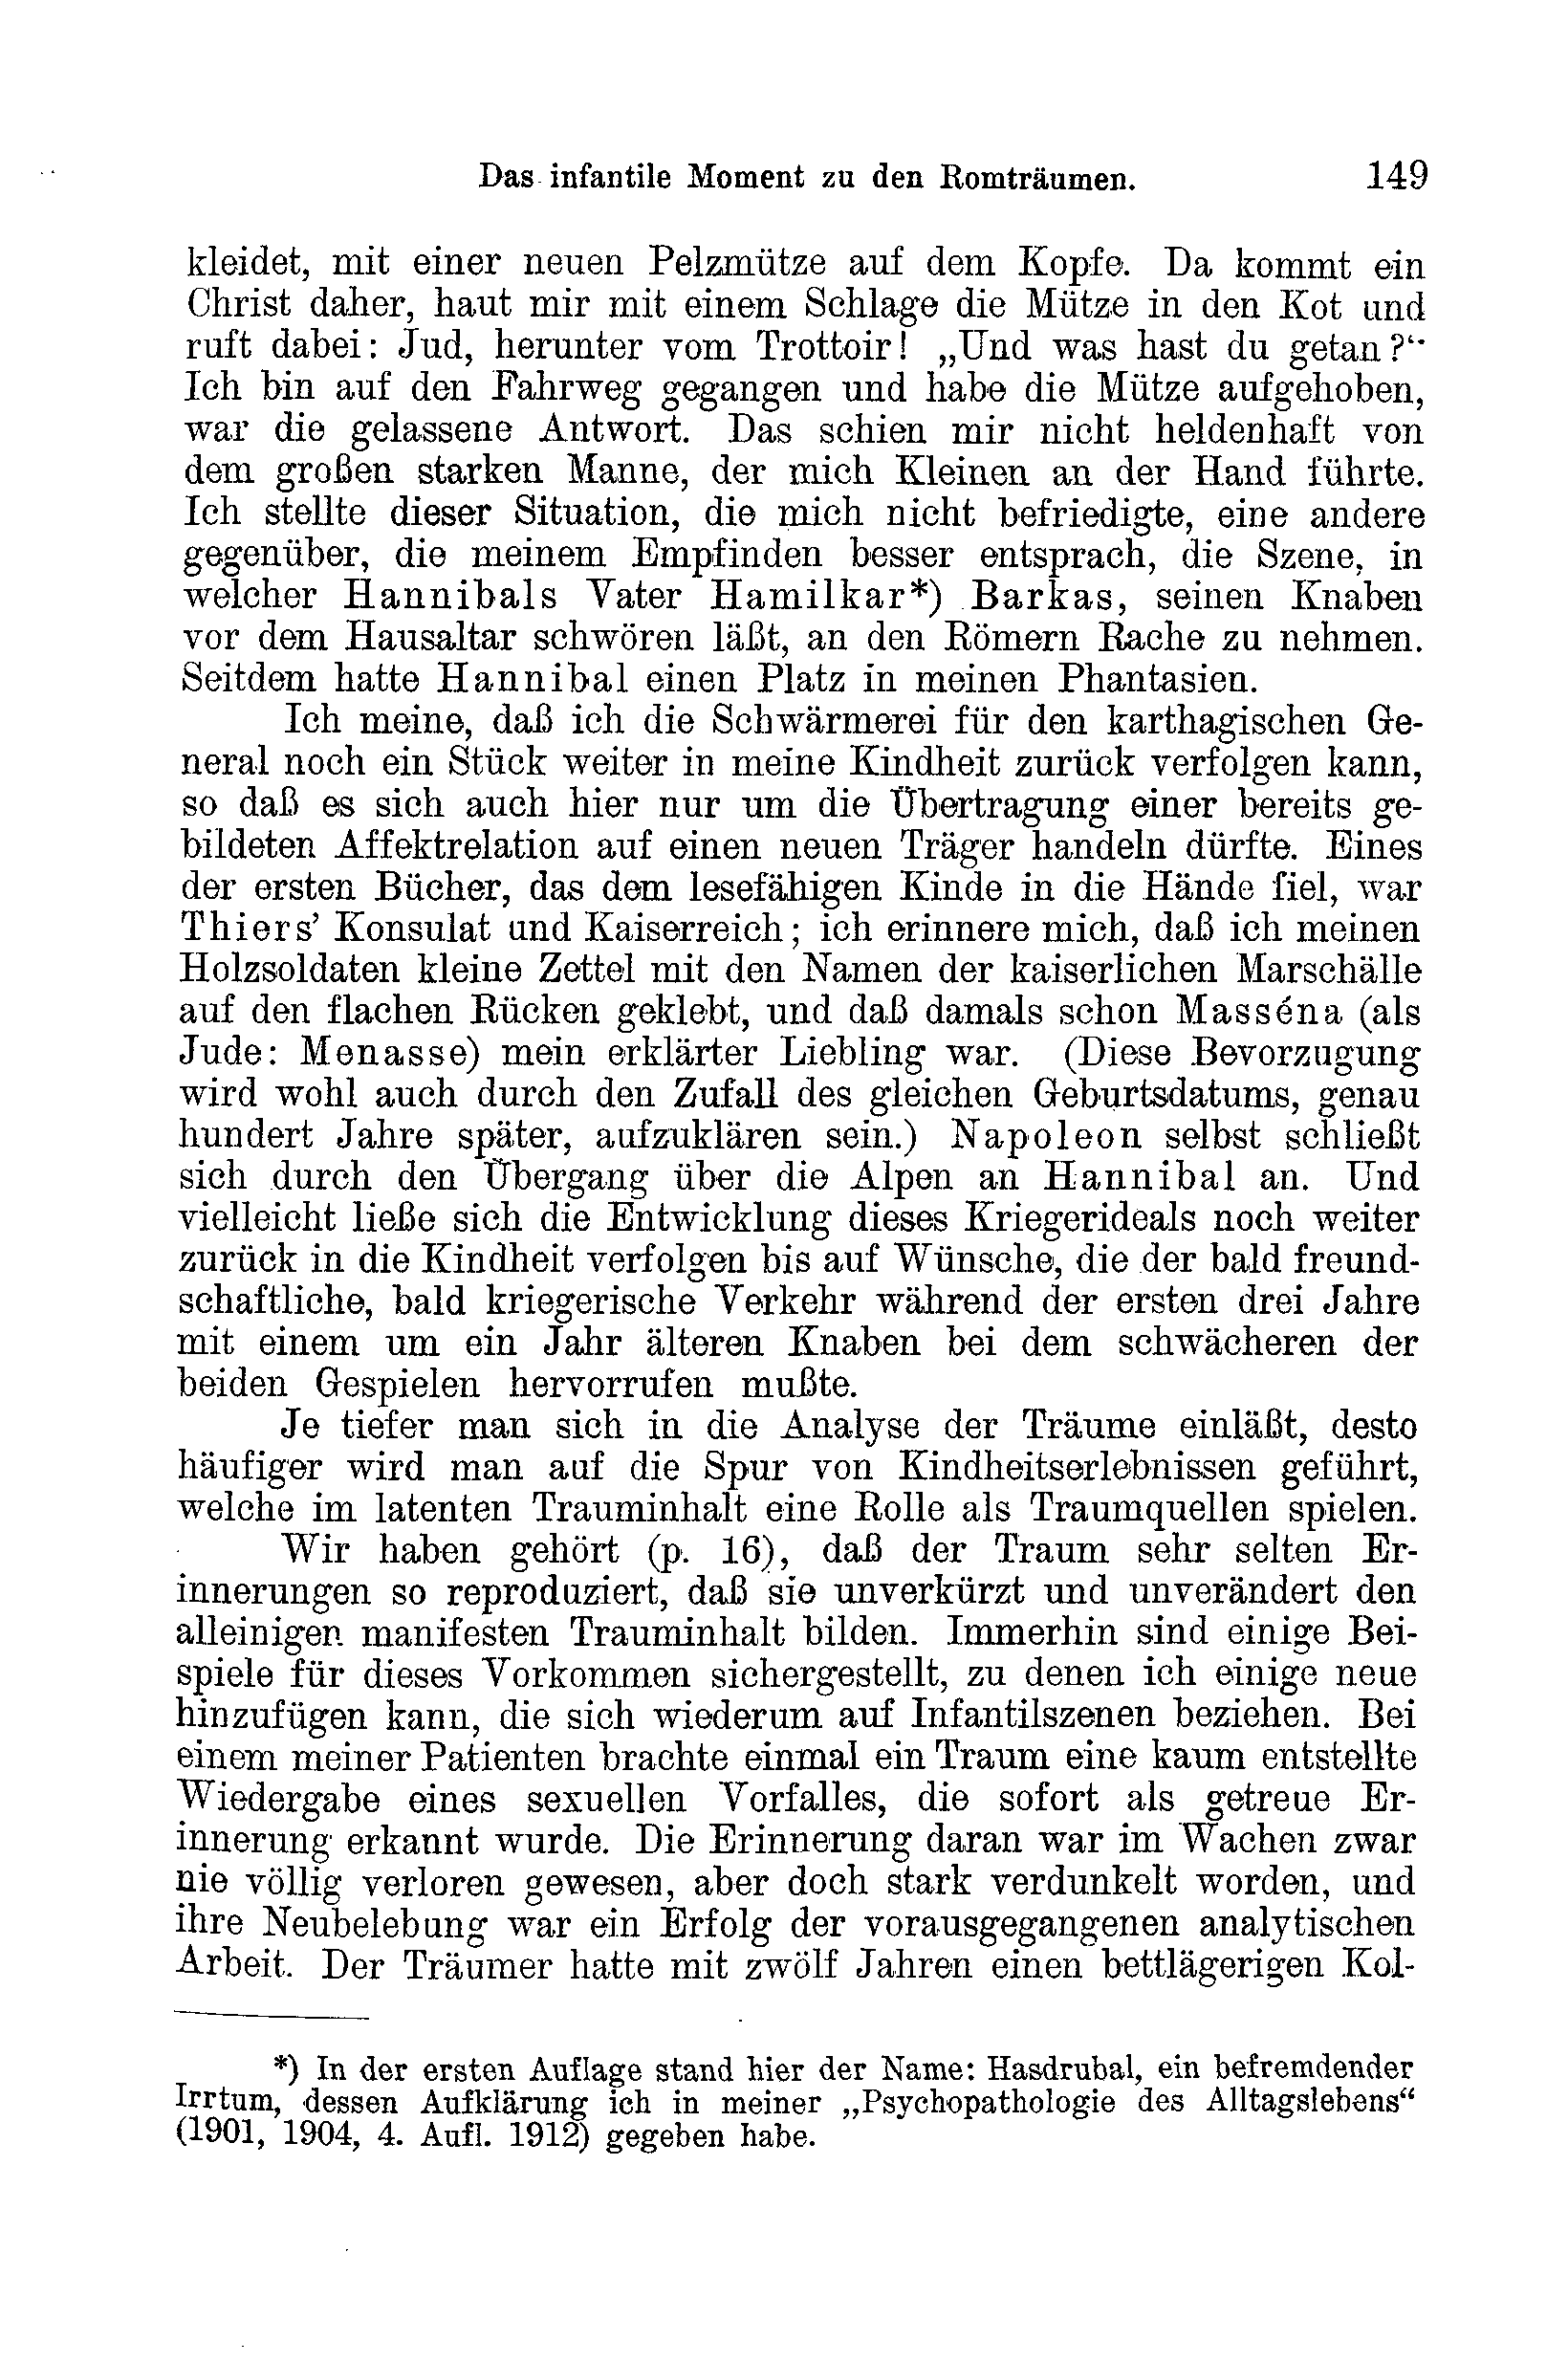 Das infantile Moment zu den Romträumen. 149
kleidet, mit einer neuen Pelzmütze auf dem Kopfe. Da kommt ein
Christ daher, haut mir mit einem Schlage die Mütze in den Kot und
ruft dabei: Jud, herunter vom Trottoir! „Und was hast du getan?“
Ich bin auf den Fahrweg gegangen und habe die Mütze aufgehoben,
war die gelassene Antwort. Das schien mir nicht heldenhaft von
dem großen starken Manne, der mich Kleinen an der Hand führte.
Ich stellte dieser Situation, die mich nicht befriedigte, eine andere
gegenüber, die meinem Empfinden besser entsprach, die Szene, in
welcher Hannibals Vater Hamilkar*) Barkas, seinen Knaben
vor dem Hausaltar schwören läßt, an den Römern Rache zu nehmen.
Seitdem hatte Hannibal einen Platz in meinen Phantasien.
Ich meine, daß ich die Schwärmerei für den karthagischen Ge-
neral noch ein Stück weiter in meine Kindheit zurück verfolgen kann,
so daß es sich auch hier nur um die Übertragung einer bereits ge-
bildeten Affektrelation auf einen neuen Träger handeln dürfte. Eines
der ersten Bücher, das dem lesefähigen Kinde in die Hände fiel, war
Thiers’ Konsulat und Kaiserreich; ich erinnere mich, daß ich meinen
Holzsoldaten kleine Zettel mit den Namen der kaiserlichen Marschälle
auf den flachen Rücken geklebt, und daß damals schon Masséna (als
Jude: Menasse) mein erklärter Liebling war. (Diese Bevorzugung
wird wohl auch durch den Zufall des gleichen Geburtsdatums, genau
hundert Jahre später, aufzuklären sein.) Napoleon selbst schließt
sich durch den Übergang über die Alpen an Hannibal an. Und
vielleicht ließe sich die Entwicklung dieses Kriegerideals noch weiter
zurück in die Kindheit verfolgen bis auf Wünsche, die der bald freund-
schaftliche, bald kriegerische Verkehr während der ersten drei Jahre
mit einem um ein Jahr älteren Knaben bei dem schwächeren der
beiden Gespielen hervorrufen mußte.
Je tiefer man sich in die Analyse der Träume einläßt, desto
häufiger wird man auf die Spur von Kindheitserlebnissen geführt,
welche im latenten Trauminhalt eine Rolle als Traumquellen spielen.
Wir haben gehört (p. 16), daß der Traum sehr selten Er-
innerungen so reproduziert, daß sie unverkürzt und unverändert den
alleinigen manifesten Trauminhalt bilden. Immerhin sind einige Bei-
spiele für dieses Vorkommen sichergestellt, zu denen ich einige neue
hinzufügen kann, die sich wiederum auf Infantilszenen beziehen. Bei
einem meiner Patienten brachte einmal ein Traum eine kaum entstellte
Wiedergabe eines sexuellen Vorfalles, die sofort als getreue Er-
innerung erkannt wurde. Die Erinnerung daran war im Wachen zwar
nie völlig verloren gewesen, aber doch stark verdunkelt worden, und
ihre Neubelebung war ein Erfolg der vorausgegangenen analytischen
Arbeit. Der Träumer hatte mit zwölf Jahren einen bettlägerigen Kol-
*) In der ersten Auflage stand hier der Name: Hasdrubal, ein befremdender
Irrtum, dessen Aufklärung ich in meiner „Psychopathologie des Alltagslebens“
(1901, 1904, 4. Aufl. 1912) gegeben habe.